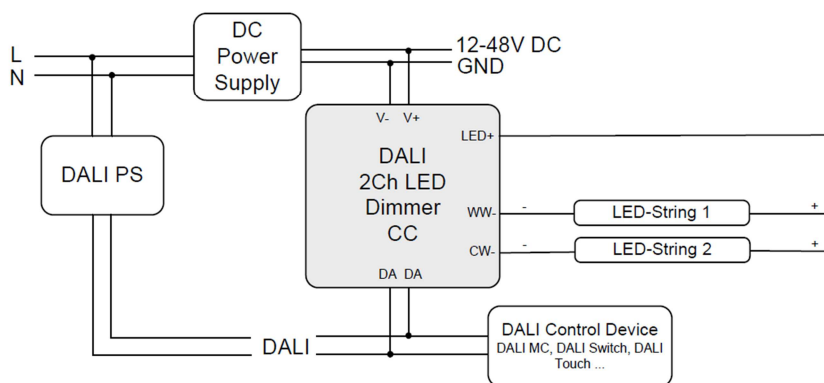 L
N
DC
Power
Supply
12-48V DC
GND
DALI PS
V- V+
LED+
DALI
2Ch LED
Dimmer
CC
WW-
- LED-String 1 +
CW-
- LED-String 2 +
DA DA
DALI
DALI Control Device
DALI MC, DALI Switch, DALI
Touch ...